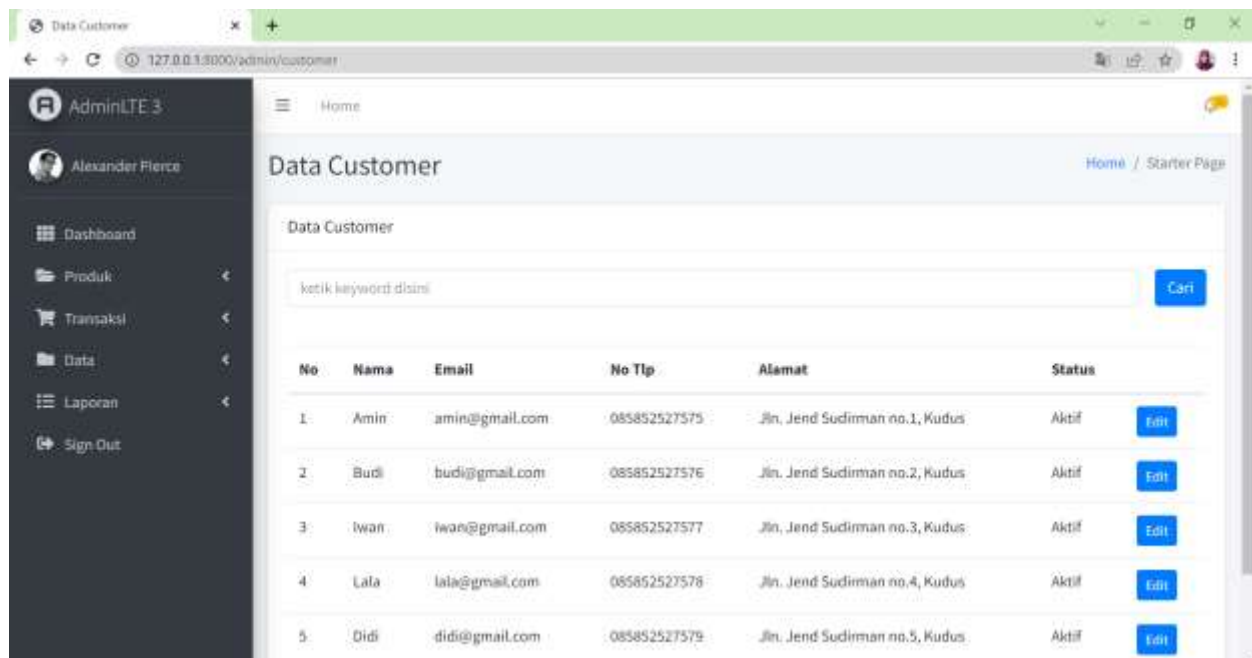 Data Customer
127.0.0.1:8000/admin/customer
AdminLTE 3
Home
Alexander Pierce
Data Customer
Home / Starter Page
Dashboard
Produk
Transaksi
Data
Laporan
Sign Out
Data Customer
ketik keyword disini
Cari
No Nama Email No Tlp Alamat Status
1 Amin amin@gmail.com 085852527575 Jln. Jend Sudirman no.1, Kudus Aktif Edit
2 Budi budi@gmail.com 085852527576 Jln. Jend Sudirman no.2, Kudus Aktif Edit
3 Iwan iwan@gmail.com 085852527577 Jln. Jend Sudirman no.3, Kudus Aktif Edit
4 Lala lala@gmail.com 085852527578 Jln. Jend Sudirman no.4, Kudus Aktif Edit
5 Didi didi@gmail.com 085852527579 Jln. Jend Sudirman no.5, Kudus Aktif Edit